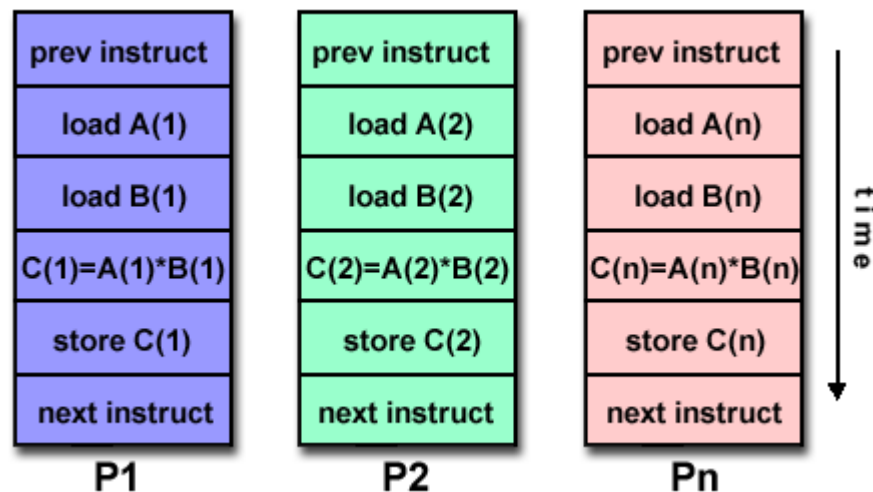 prev instruct
load A(1)
load B(1)
C(1)=A(1)*B(1)
store C(1)
next instruct
P1
prev instruct
load A(2)
load B(2)
C(2)=A(2)*B(2)
store C(2)
next instruct
P2
prev instruct
load A(n)
load B(n)
C(n)=A(n)*B(n)
store C(n)
next instruct
Pn
time